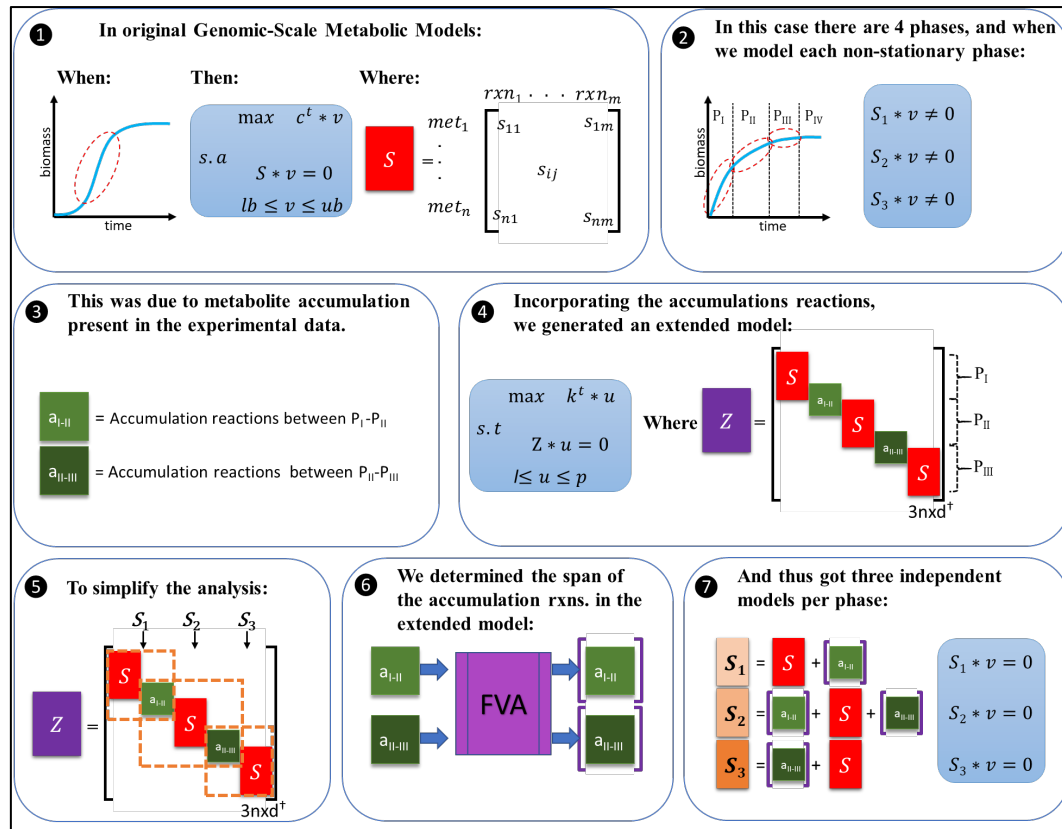 1
In original Genomic-Scale Metabolic Models:
When:
Then:
Where:
biomass
time
max c^t * v
s.a
S * v = 0
lb ≤ v ≤ ub
S =
rxn_1 . . . rxn_m
met_1
.
.
.
.
met_n
s_11 s_1m
s_ij
s_n1 s_nm
2
In this case there are 4 phases, and when
we model each non-stationary phase:
P_I P_II P_III P_IV
biomass
time
S_1 * v ≠ 0
S_2 * v ≠ 0
S_3 * v ≠ 0
3
This was due to metabolite accumulation
present in the experimental data.
a_I-II = Accumulation reactions between P_I-P_II
a_II-III = Accumulation reactions between P_II-P_III
4
Incorporating the accumulations reactions,
we generated an extended model:
max k^t * u
s.t
Z * u = 0
l≤ u ≤ p
Where Z =
S
a_I-II
S
a_II-III
S
P_I
P_II
P_III
3nxd†
5
To simplify the analysis:
S_1 S_2 S_3
Z =
S
a_I-II
S
a_II-III
S
3nxd†
6
We determined the span of
the accumulation rxns. in the
extended model:
a_I-II
a_II-III
FVA
a_I-II
a_II-III
7
And thus got three independent
models per phase:
S_1 = S + a_I-II
S_2 = a_I-II + S + a_II-III
S_3 = a_II-III + S
S_1 * v = 0
S_2 * v = 0
S_3 * v = 0